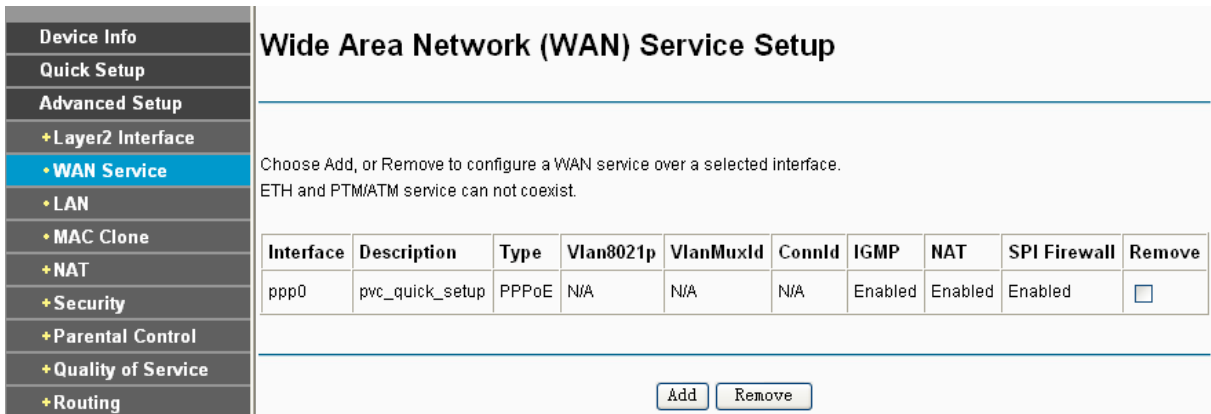 Device Info
Quick Setup
Advanced Setup
+Layer2 Interface
•WAN Service
•LAN
•MAC Clone
+NAT
+Security
+Parental Control
+Quality of Service
+Routing
Wide Area Network (WAN) Service Setup
Choose Add, or Remove to configure a WAN service over a selected interface.
ETH and PTM/ATM service can not coexist.
Interface Description Type Vlan8021p VlanMuxId ConnId IGMP NAT SPI Firewall Remove
ppp0 pvc_quick_setup PPPoE N/A N/A N/A Enabled Enabled Enabled
Add Remove